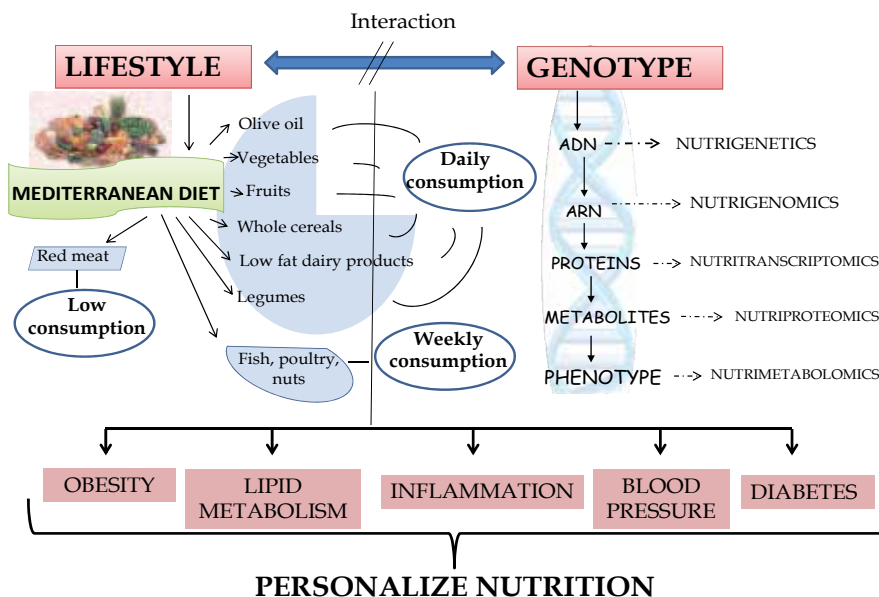 Interaction
LIFESTYLE
GENOTYPE
Olive oil
Vegetables
Fruits
Whole cereals
Low fat dairy products
Legumes
MEDITERRANEAN DIET
Red meat
Low
consumption
Fish, poultry,
nuts
Daily
consumption
Weekly
consumption
ADN
NUTRIGENETICS
ARN
NUTRIGENOMICS
PROTEINS
NUTRITRANSCRIPTOMICS
METABOLITES
NUTRIPROTEOMICS
PHENOTYPE
NUTRIMETABOLOMICS
OBESITY
LIPID
METABOLISM
INFLAMMATION
BLOOD
PRESSURE
DIABETES
PERSONALIZE NUTRITION